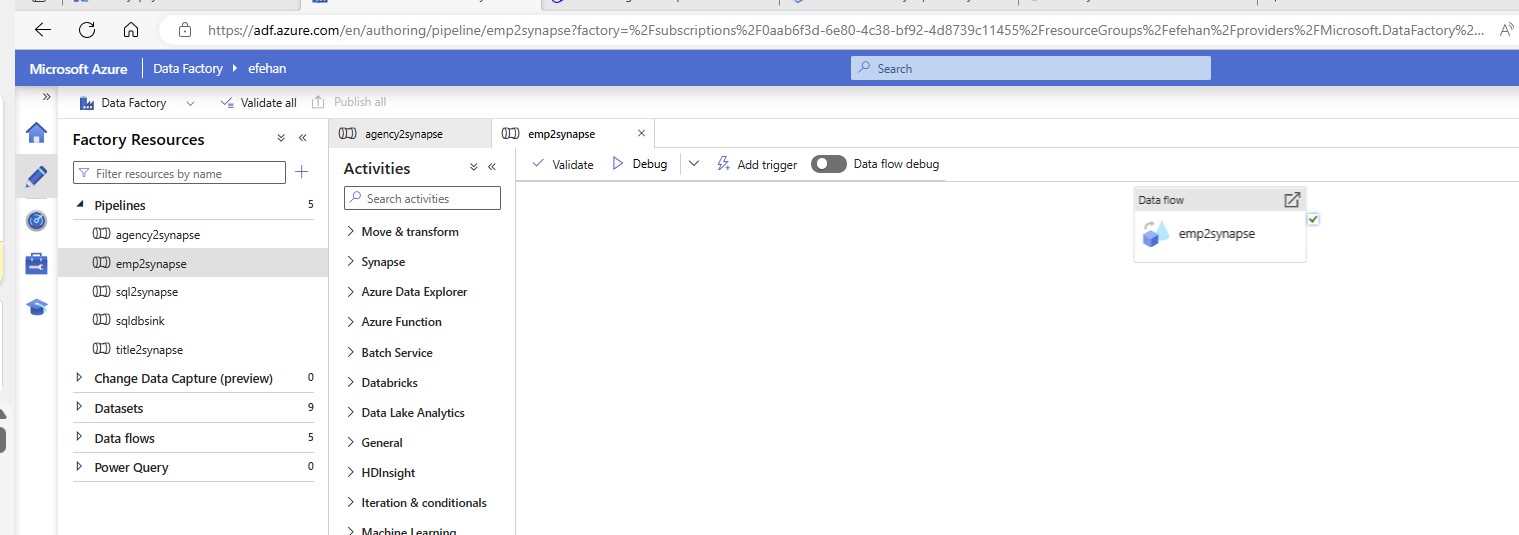 https://adf.azure.com/en/authoring/pipeline/emp2synapse?factory=%2Fsubscriptions%2F0aab6f3d-6e80-4c38-bf92-4d8739c11455%2FresourceGroups%2Fefehan%2Fproviders%2FMicrosoft.DataFactory%2...
Microsoft Azure
Data Factory
efehan
Search
Data Factory
Validate all
Publish all
Factory Resources
Filter resources by name
Pipelines
5
agency2synapse
emp2synapse
sql2synapse
sqldbsink
title2synapse
Change Data Capture (preview)
0
Datasets
9
Data flows
5
Power Query
0
agency2synapse
emp2synapse
Activities
Search activities
Move & transform
Synapse
Azure Data Explorer
Azure Function
Batch Service
Databricks
Data Lake Analytics
General
HDInsight
Iteration & conditionals
Machine Learning
Validate
Debug
Add trigger
Data flow debug
Data flow
emp2synapse